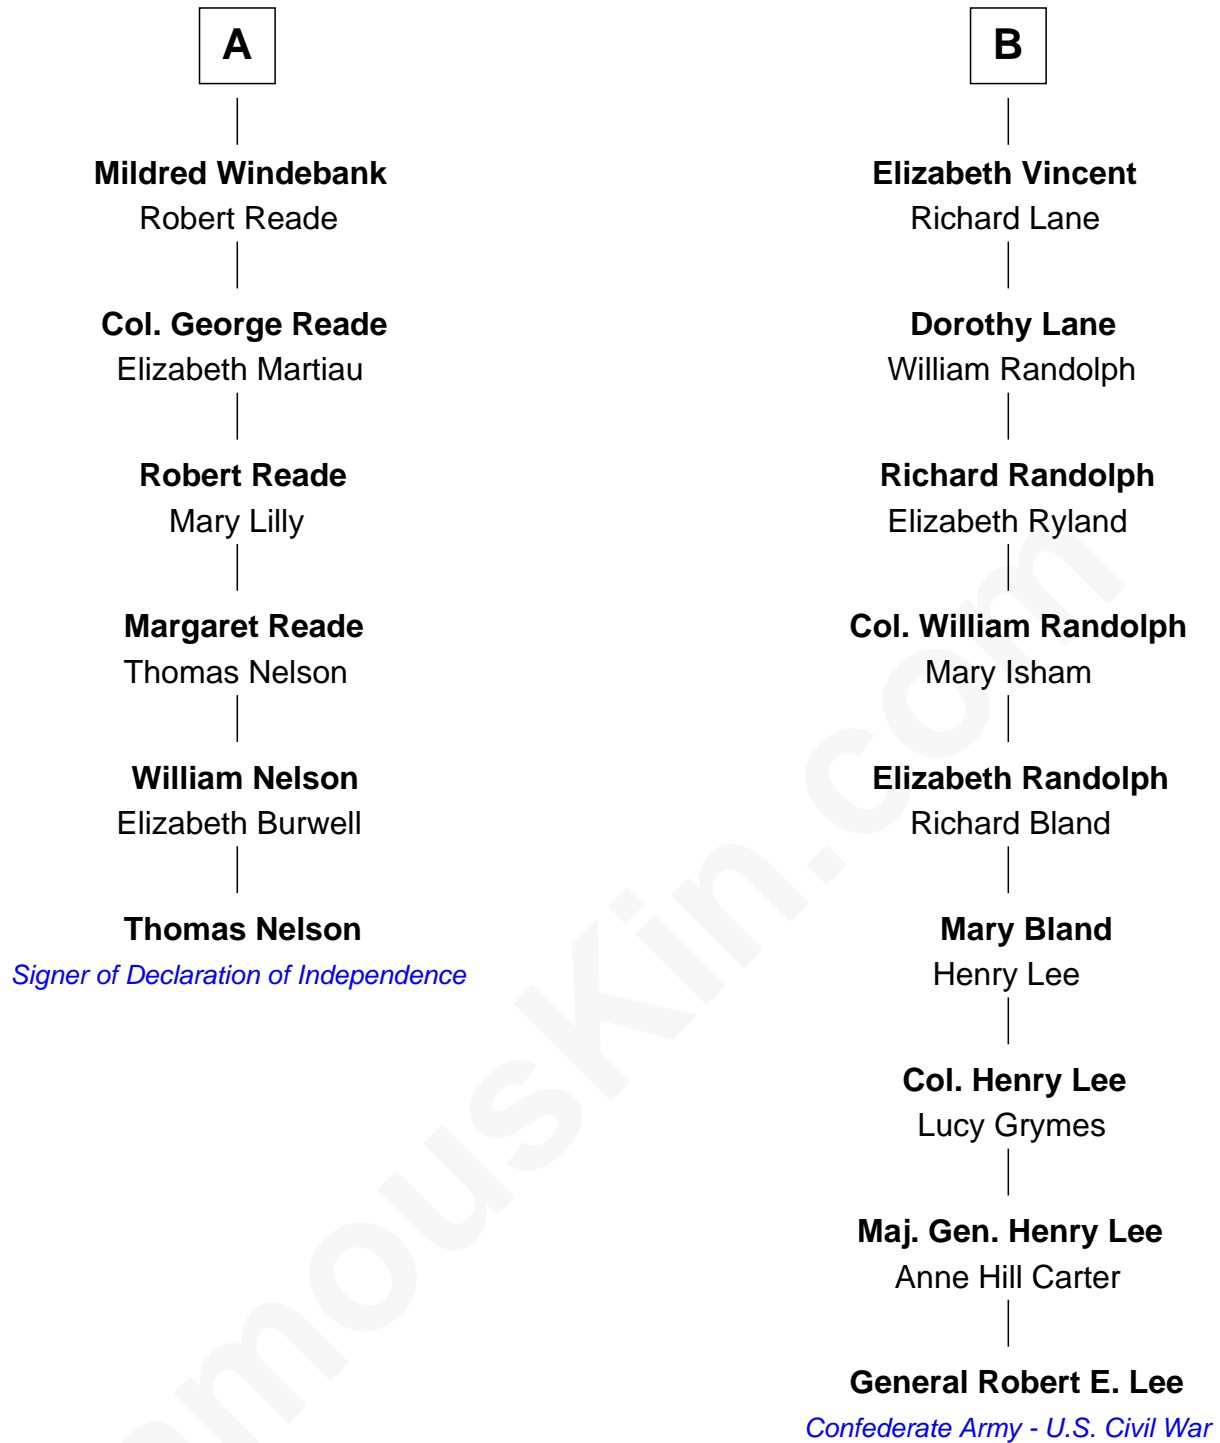 A
Mildred Windebank
Robert Reade
Col. George Reade
Elizabeth Martiau
Robert Reade
Mary Lilly
Margaret Reade
Thomas Nelson
William Nelson
Elizabeth Burwell
Thomas Nelson
Signer of Declaration of Independence
B
Elizabeth Vincent
Richard Lane
Dorothy Lane
William Randolph
Richard Randolph
Elizabeth Ryland
Col. William Randolph
Mary Isham
Elizabeth Randolph
Richard Bland
Mary Bland
Henry Lee
Col. Henry Lee
Lucy Grymes
Maj. Gen. Henry Lee
Anne Hill Carter
General Robert E. Lee
Confederate Army - U.S. Civil War
amouskin.com